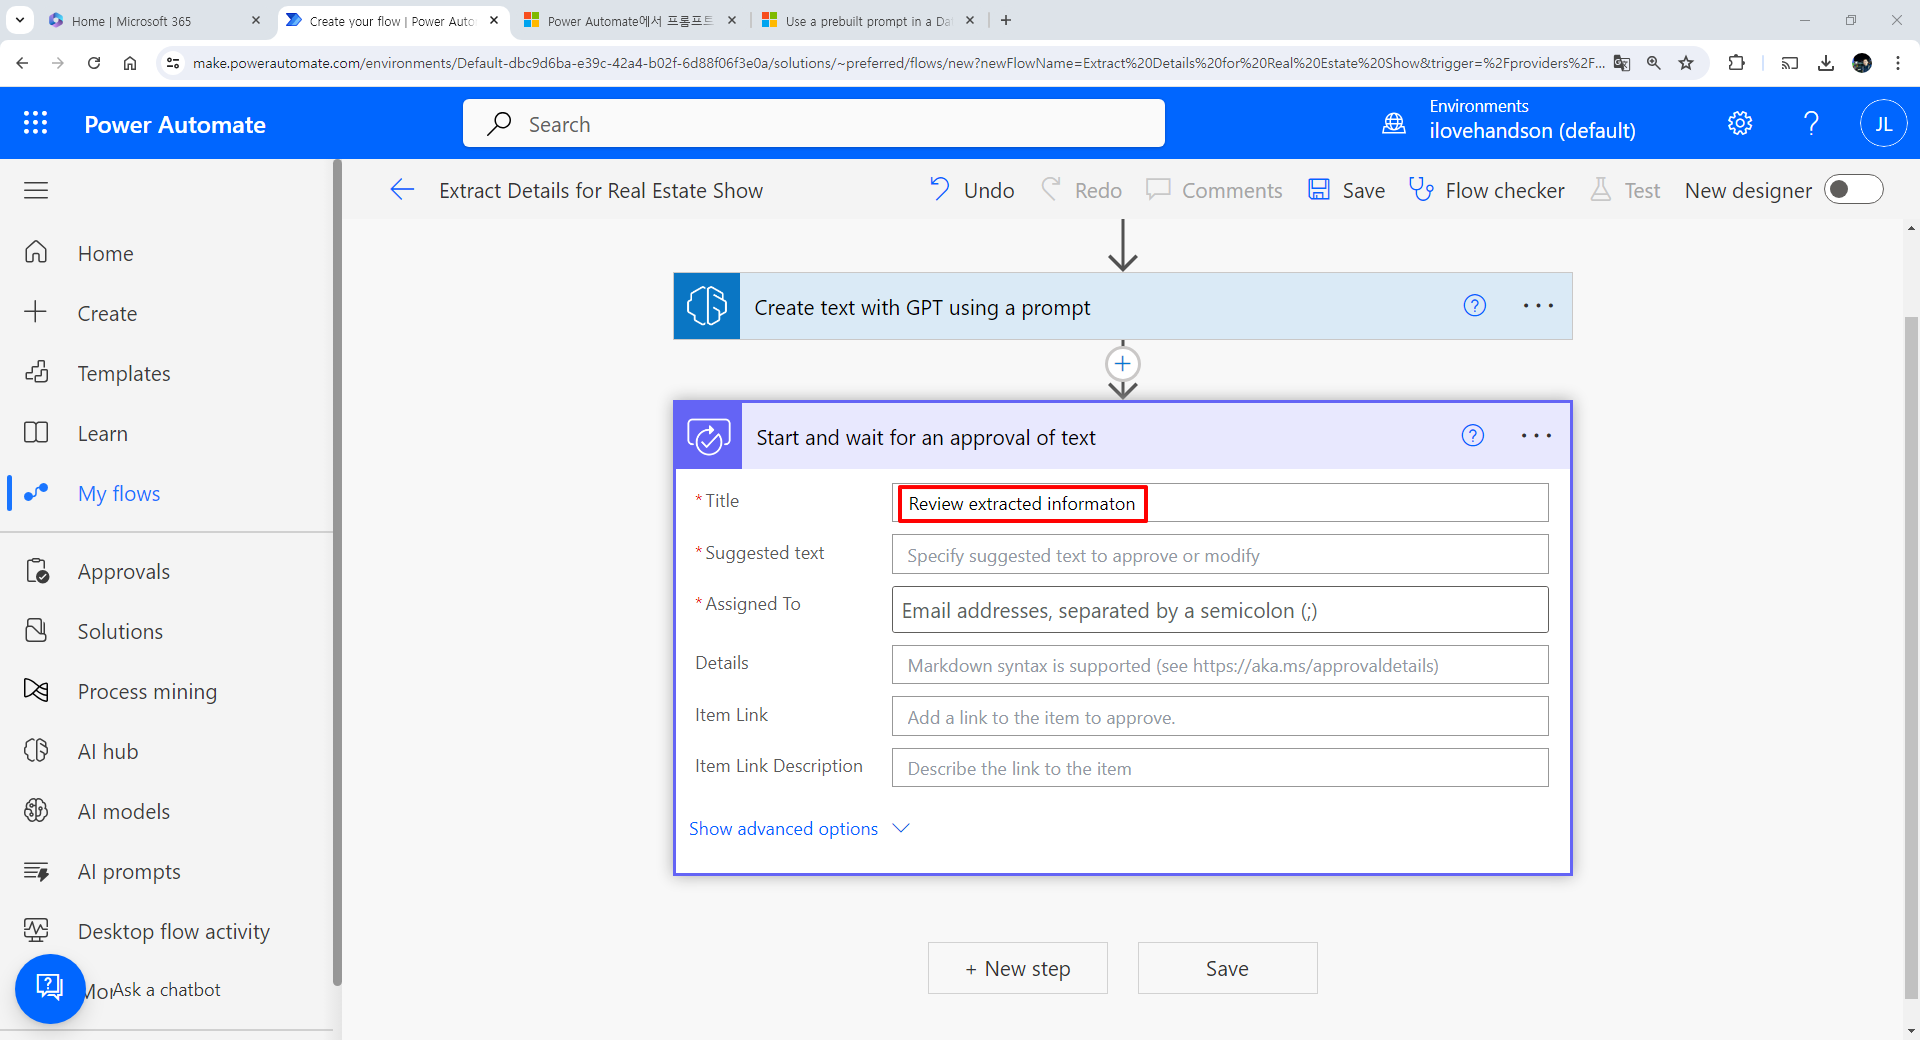 Home | Microsoft 365
Create your flow | Power Auto
Power Automate에서 프롬프트
Use a prebuilt prompt in a Da
make.powerautomate.com/environments/Default-dbc9d6ba-e39c-42a4-b02f-6d88f06f3e0a/solutions/~preferred/flows/new?newFlowName=Extract%20Details%20for%20Real%20Estate%20Show&trigger=%2Fproviders%2F...
Power Automate
Search
Environments
ilovehandson (default)
JL
Extract Details for Real Estate Show
Undo
Redo
Comments
Save
Flow checker
Test
New designer
Home
Create
Templates
Learn
My flows
Approvals
Solutions
Process mining
AI hub
AI models
AI prompts
Desktop flow activity
Mor
Ask a chatbot
Create text with GPT using a prompt
Start and wait for an approval of text
* Title
Review extracted informaton
* Suggested text
Specify suggested text to approve or modify
* Assigned To
Email addresses, separated by a semicolon (;)
Details
Markdown syntax is supported (see https://aka.ms/approvaldetails)
Item Link
Add a link to the item to approve.
Item Link Description
Describe the link to the item
Show advanced options
+ New step
Save